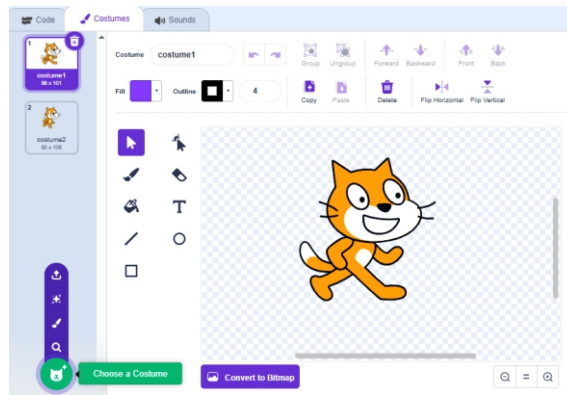 Code Costumes Sounds
1
costume1
96 x 101
2
costume2
92 x 106
Costume costume1
Group Ungroup Forward Backward Front Back
Fill Outline 4
Copy Paste Delete Flip Horizontal Flip Vertical
T
Choose a Costume
Convert to Bitmap
=